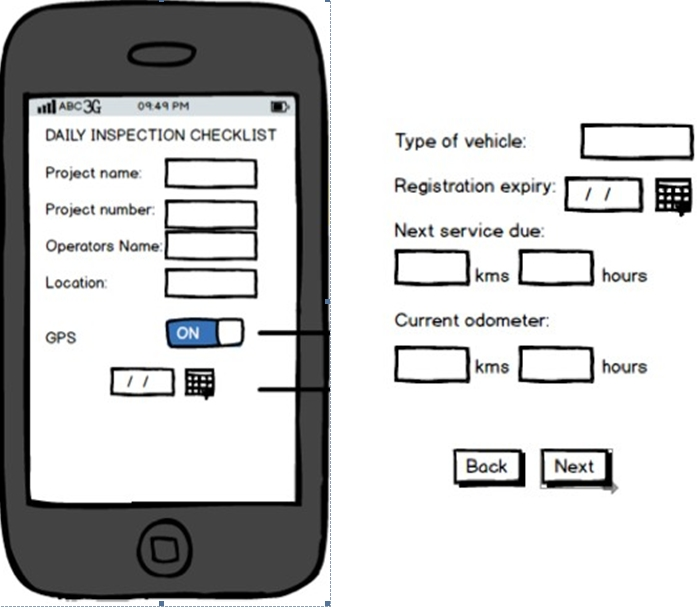 ABC 3G 09:49 PM
DAILY INSPECTION CHECKLIST
Project name:
Project number:
Operators Name:
Location:
GPS ON
/ /
Type of vehicle:
Registration expiry: / /
Next service due:
kms hours
Current odometer:
kms hours
Back Next